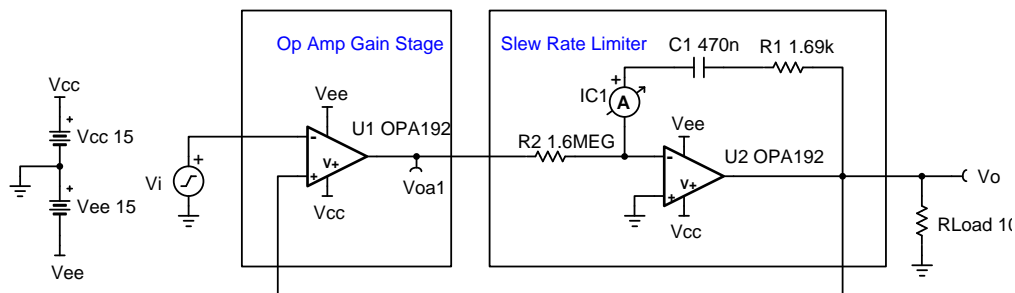 Op Amp Gain Stage
Slew Rate Limiter
C1 470n
R1 1.69k
+
IC1
A
Vcc
+
Vcc 15
+
Vee 15
Vee
Vi
+
Vee
U1 OPA192
-
V+
+
Vcc
Voa1
R2 1.6MEG
Vee
U2 OPA192
-
V+
+
Vcc
Vo
RLoad 10